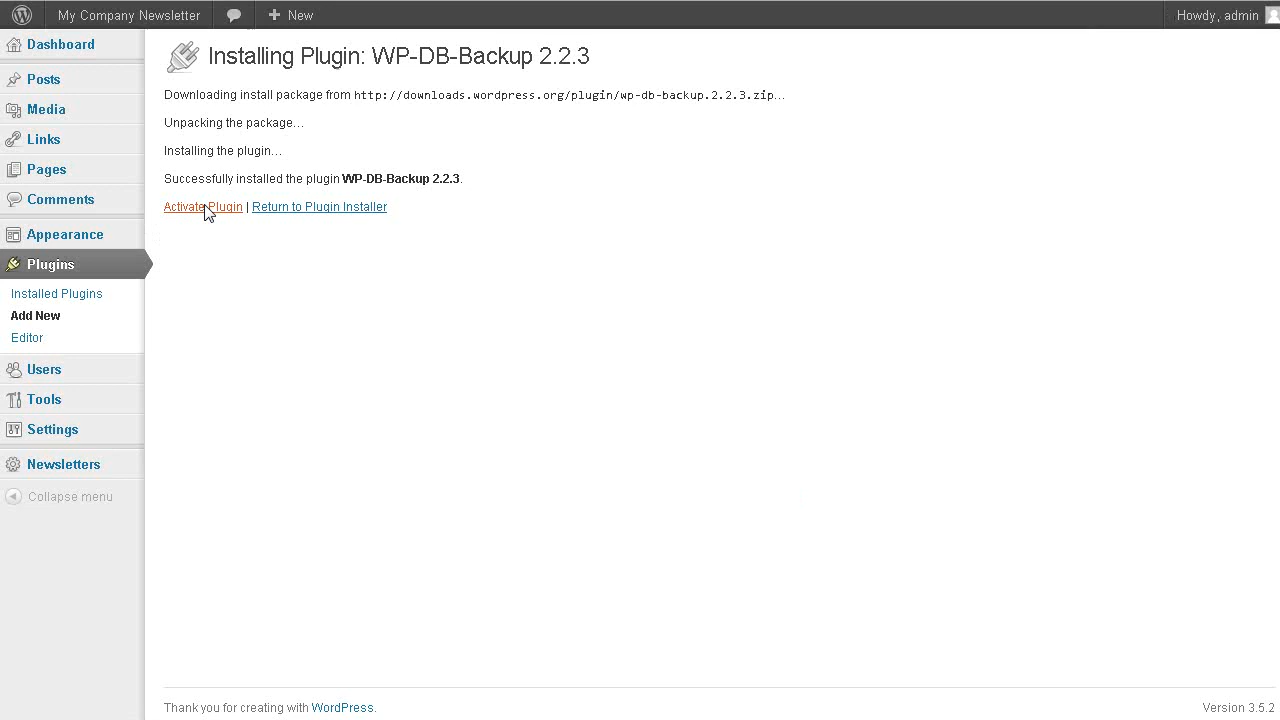 My Company Newsletter
New
Howdy, admin
Dashboard
Posts
Media
Links
Pages
Comments
Appearance
Plugins
Installed Plugins
Add New
Editor
Users
Tools
Settings
Newsletters
Collapse menu
Installing Plugin: WP-DB-Backup 2.2.3
Downloading install package from http://downloads.wordpress.org/plugin/wp-db-backup.2.2.3.zip…
Unpacking the package…
Installing the plugin…
Successfully installed the plugin WP-DB-Backup 2.2.3.
Activate Plugin | Return to Plugin Installer
Thank you for creating with WordPress.
Version 3.5.2